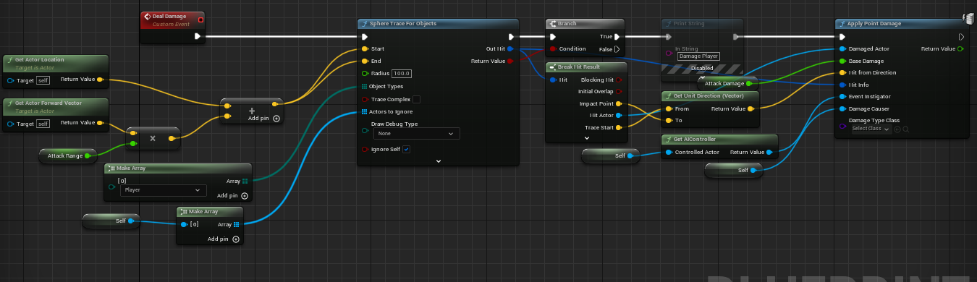 Deal Damage
Custom Event
Get Actor Location
Target is Actor
Target self Return Value
Get Actor Forward Vector
Target is Actor
Target self Return Value
Attack Range
×
+
Add pin
Make Array
[0] Array
Player
Add pin
Self
Make Array
[0] Array
Add pin
Sphere Trace For Objects
Start Out Hit
End Return Value
Radius 100.0
Object Types
Trace Complex
Actors to Ignore
Draw Debug Type
None
Ignore Self
Branch
True
Condition False
Break Hit Result
Hit Blocking Hit
Initial Overlap
Impact Point
Hit Actor
Trace Start
Print String
In String
Damage Player
Disabled
Attack Damage
Get Unit Direction (Vector)
From Return Value
To
Get AIController
Controlled Actor Return Value
Self
Self
Apply Point Damage
Damaged Actor Return Value
Base Damage
Hit from Direction
Hit Info
Event Instigator
Damage Causer
Damage Type Class
Select Class